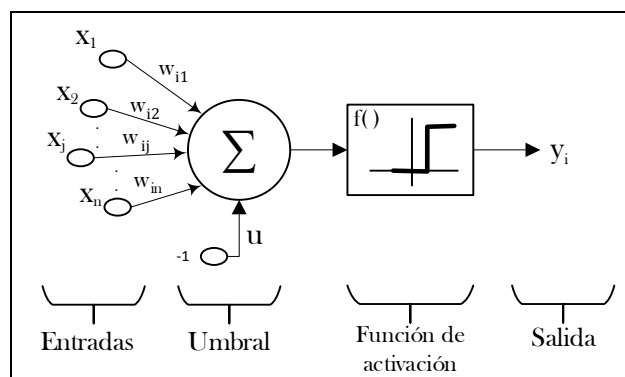 x1
wi1
x2
wi2
xj
wij
xn
win
Σ
f( )
yi
-1
u
Entradas
Umbral
Función de
activación
Salida